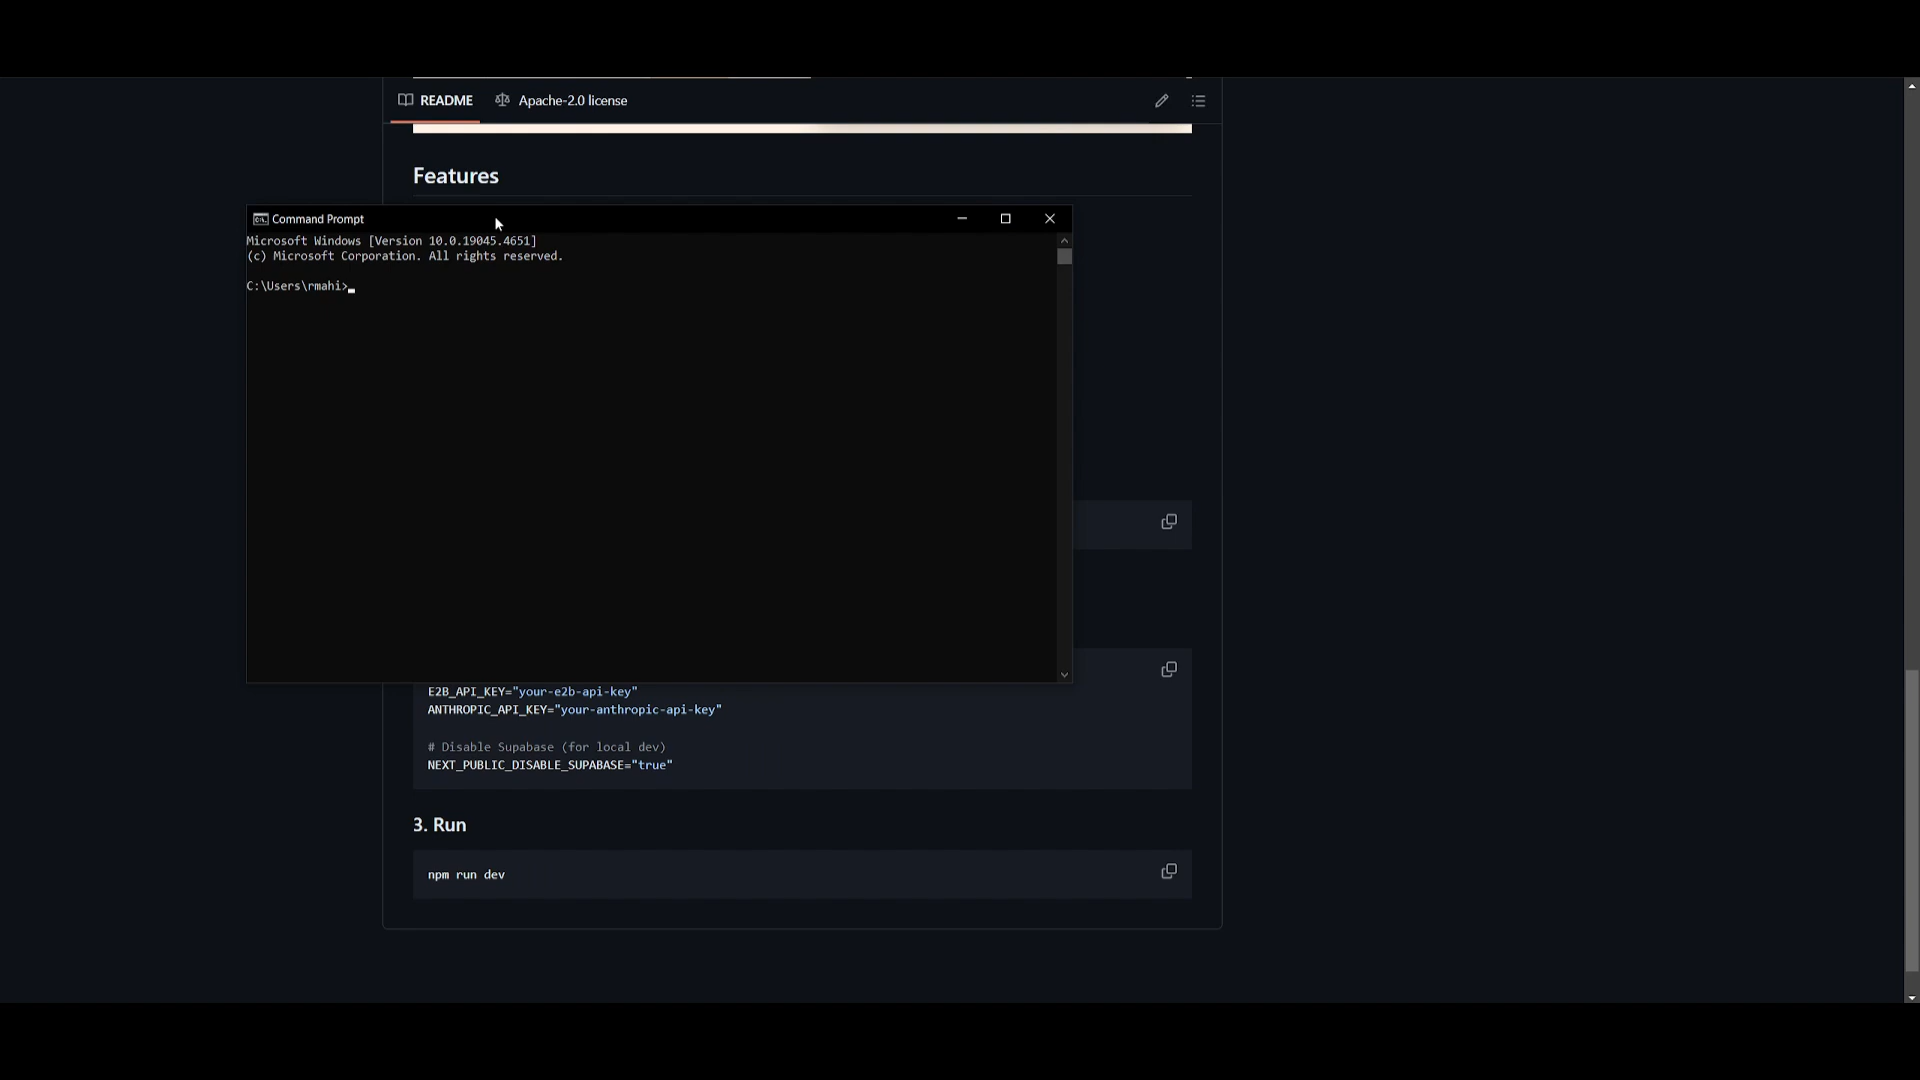 README
Apache-2.0 license
Features
Command Prompt
Microsoft Windows [Version 10.0.19045.4651]
(c) Microsoft Corporation. All rights reserved.
C:\Users\rmahi>
E2B_API_KEY="your-e2b-api-key"
ANTHROPIC_API_KEY="your-anthropic-api-key"
# Disable Supabase (for local dev)
NEXT_PUBLIC_DISABLE_SUPABASE="true"
3. Run
npm run dev